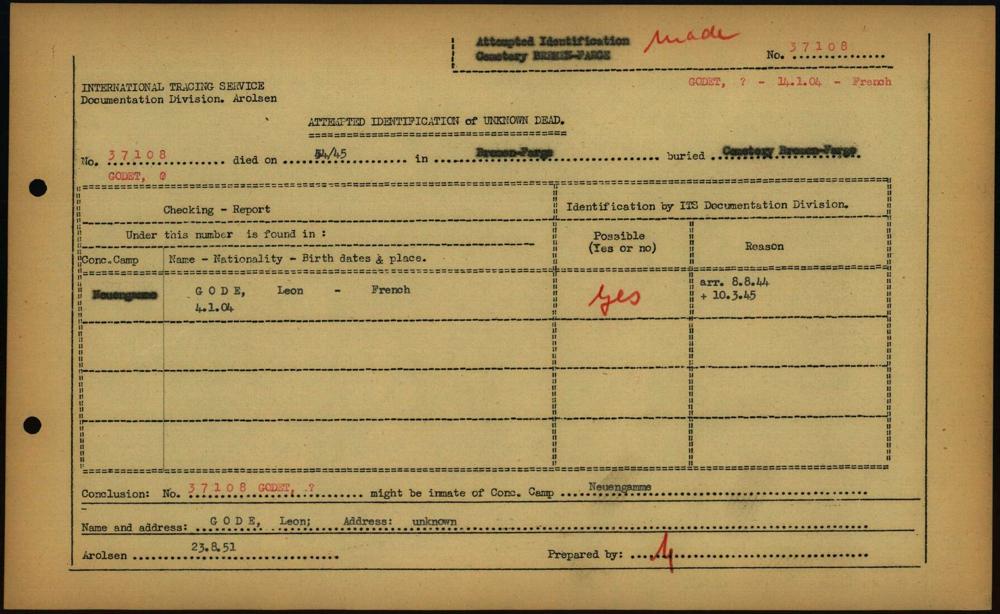 Attempted Identification made
Cemetery BREMEN-FARGE No. 37108
GODET, ? - 14.1.04 - French
INTERNATIONAL TRACING SERVICE
Documentation Division. Arolsen
ATTEMPTED IDENTIFICATION of UNKNOWN DEAD.
No. 37108 died on 44/45 in Bremen-Farge buried Cemetery Bremen-Farge
GODET, ?
Checking - Report
Identification by ITS Documentation Division.
Under this number is found in :
Possible
(Yes or no)
Reason
Conc.Camp Name - Nationality - Birth dates & place.
Neuengamme GODE, Leon - French yes arr. 8.8.44
4.1.04 + 10.3.45
Conclusion: No. 37108 GODET, ? might be inmate of Conc. Camp Neuengamme
Name and address: GODE, Leon; Address: unknown
Arolsen 23.8.51 Prepared by: